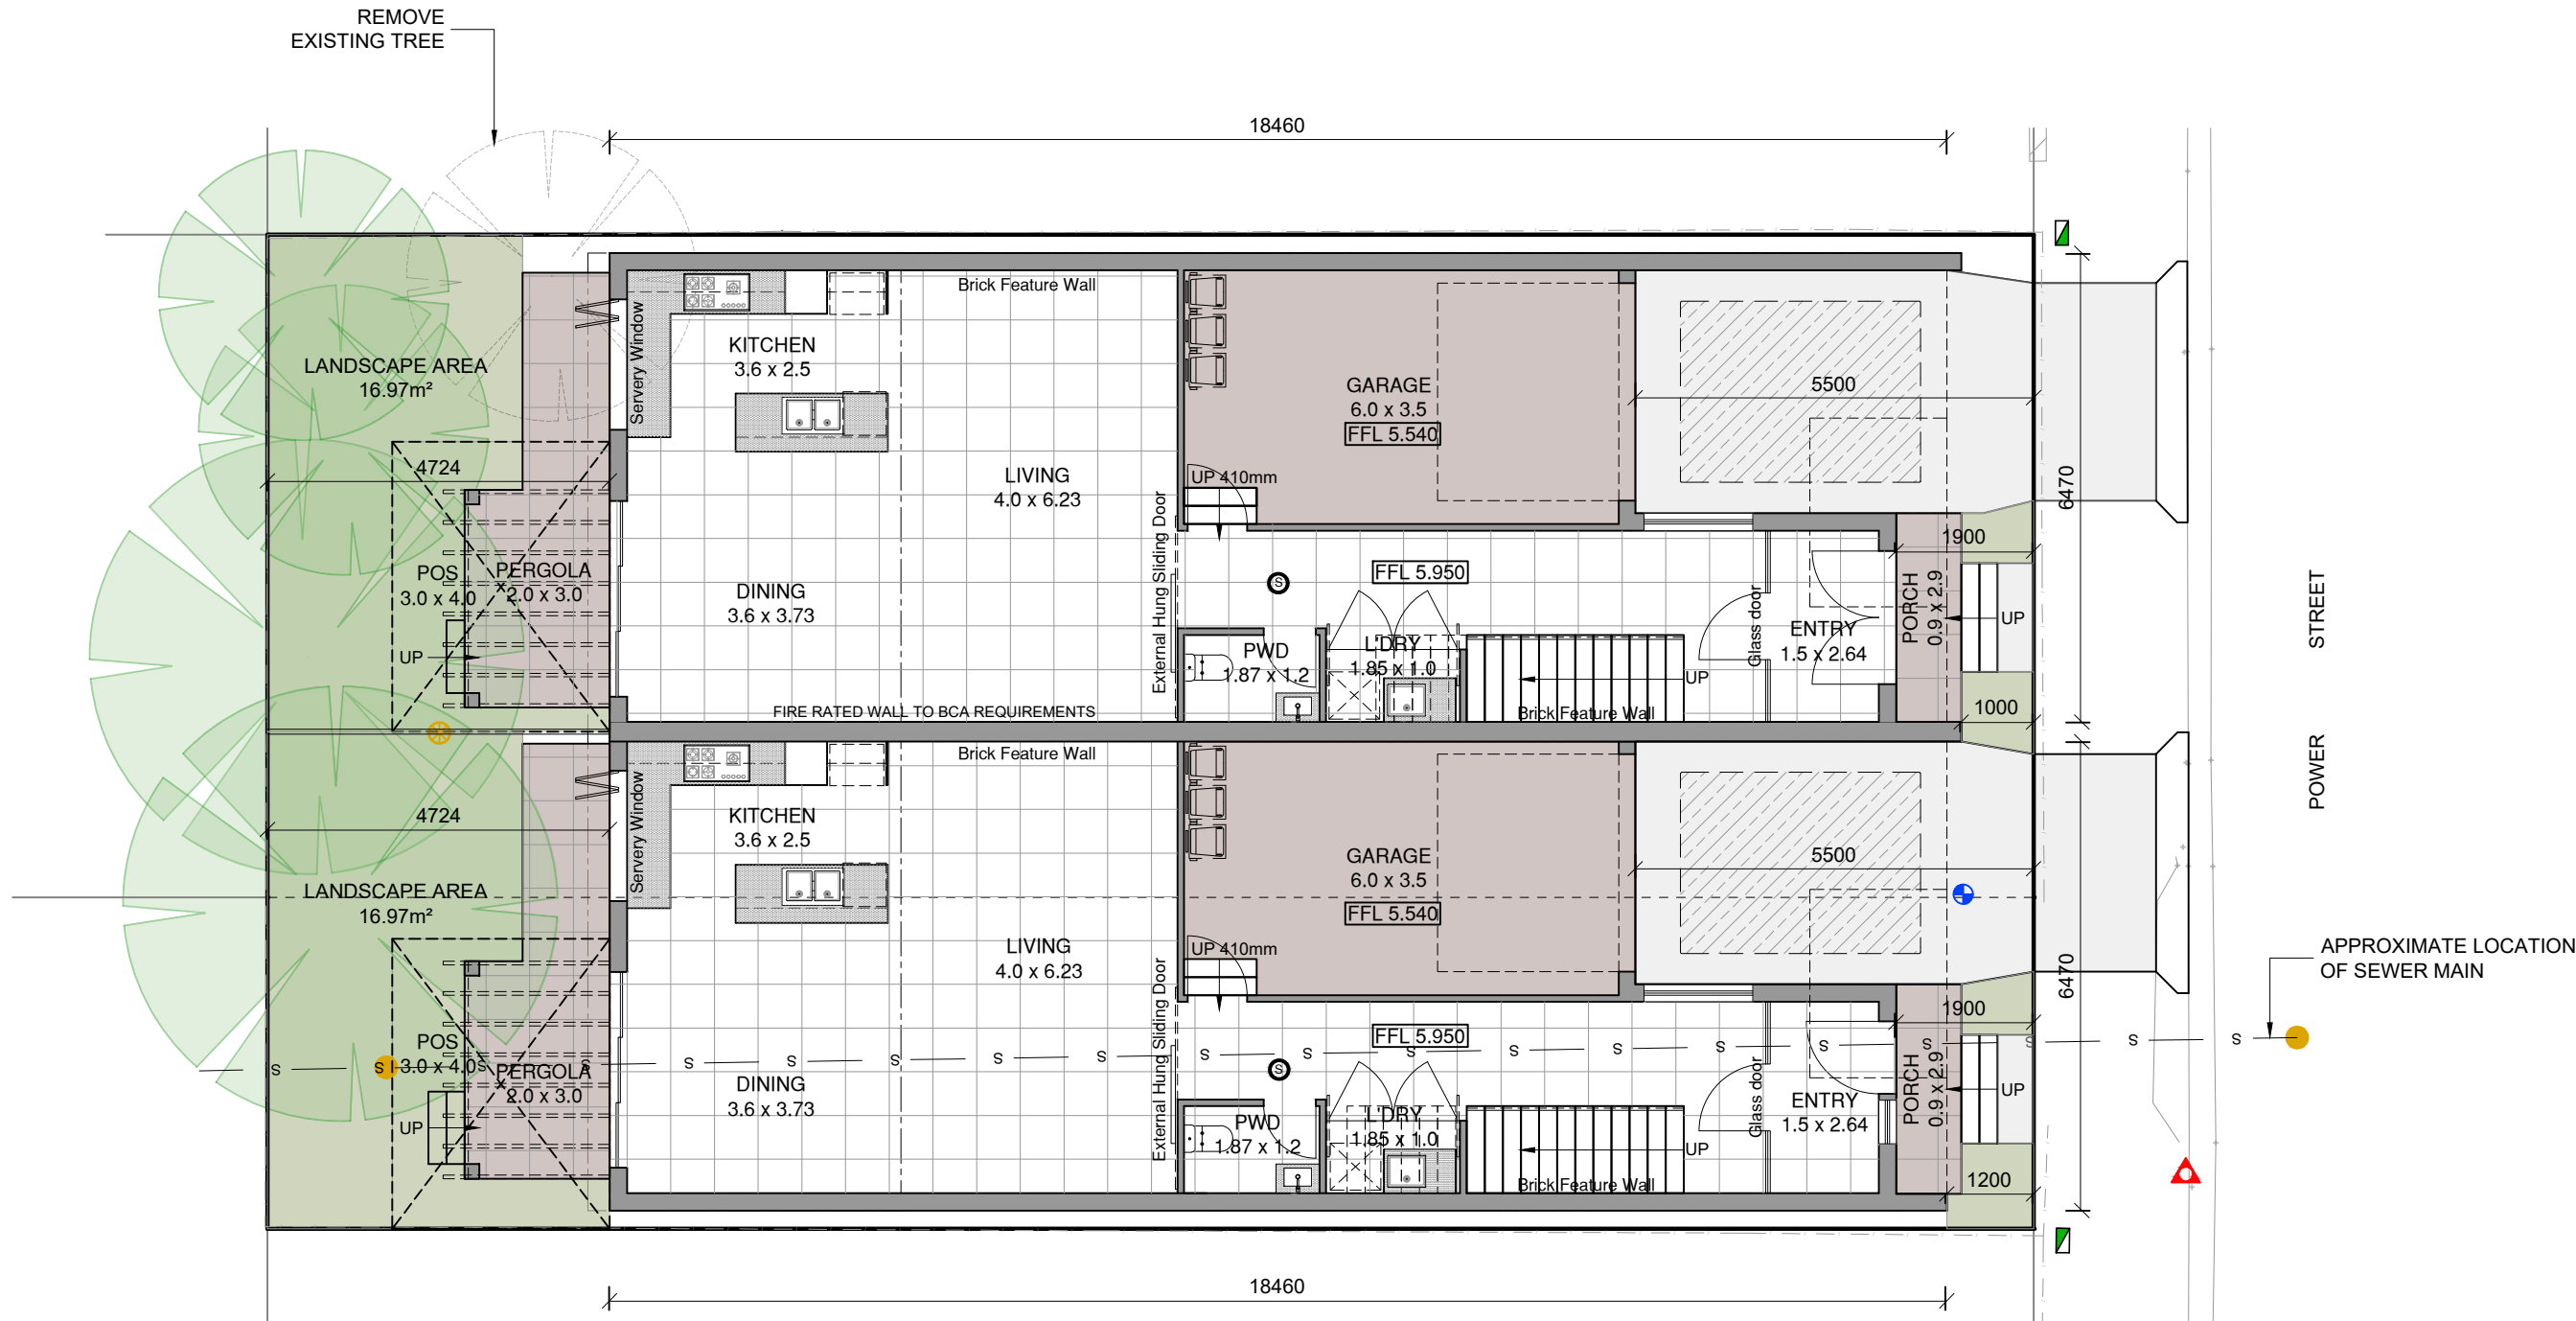 REMOVE
EXISTING TREE
18460
Brick Feature Wall
Servery Window
KITCHEN
3.6 x 2.5
LANDSCAPE AREA
16.97m²
GARAGE
6.0 x 3.5
FFL 5.540
5500
4724
LIVING
4.0 x 6.23
UP 410mm
6470
External Hung Sliding Door
1900
POS
3.0 x 4.0
PERGOLA
2.0 x 3.0
DINING
3.6 x 3.73
S
FFL 5.950
Glass door
PORCH
0.9 x 2.9
UP
ENTRY
1.5 x 2.64
STREET
PWD
1.87 x 1.2
L'DRY
1.85 x 1.0
UP
UP
FIRE RATED WALL TO BCA REQUIREMENTS
Brick Feature Wall
1000
POWER
Brick Feature Wall
Servery Window
KITCHEN
3.6 x 2.5
4724
LANDSCAPE AREA
16.97m²
GARAGE
6.0 x 3.5
FFL 5.540
5500
LIVING
4.0 x 6.23
UP 410mm
6470
APPROXIMATE LOCATION
OF SEWER MAIN
External Hung Sliding Door
1900
FFL 5.950
POS
3.0 x 4.0
S S S S S S S S S S S S S S S S S S S S
PERGOLA
2.0 x 3.0
DINING
3.6 x 3.73
S
Glass door
PORCH
0.9 x 2.9
UP
ENTRY
1.5 x 2.64
PWD
1.87 x 1.2
L'DRY
1.85 x 1.0
UP
UP
Brick Feature Wall
1200
18460